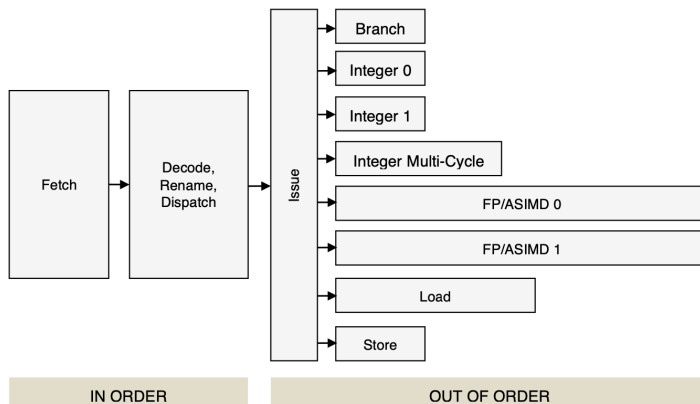 Fetch
Decode,
Rename,
Dispatch
Issue
Branch
Integer 0
Integer 1
Integer Multi-Cycle
FP/ASIMD 0
FP/ASIMD 1
Load
Store
IN ORDER
OUT OF ORDER